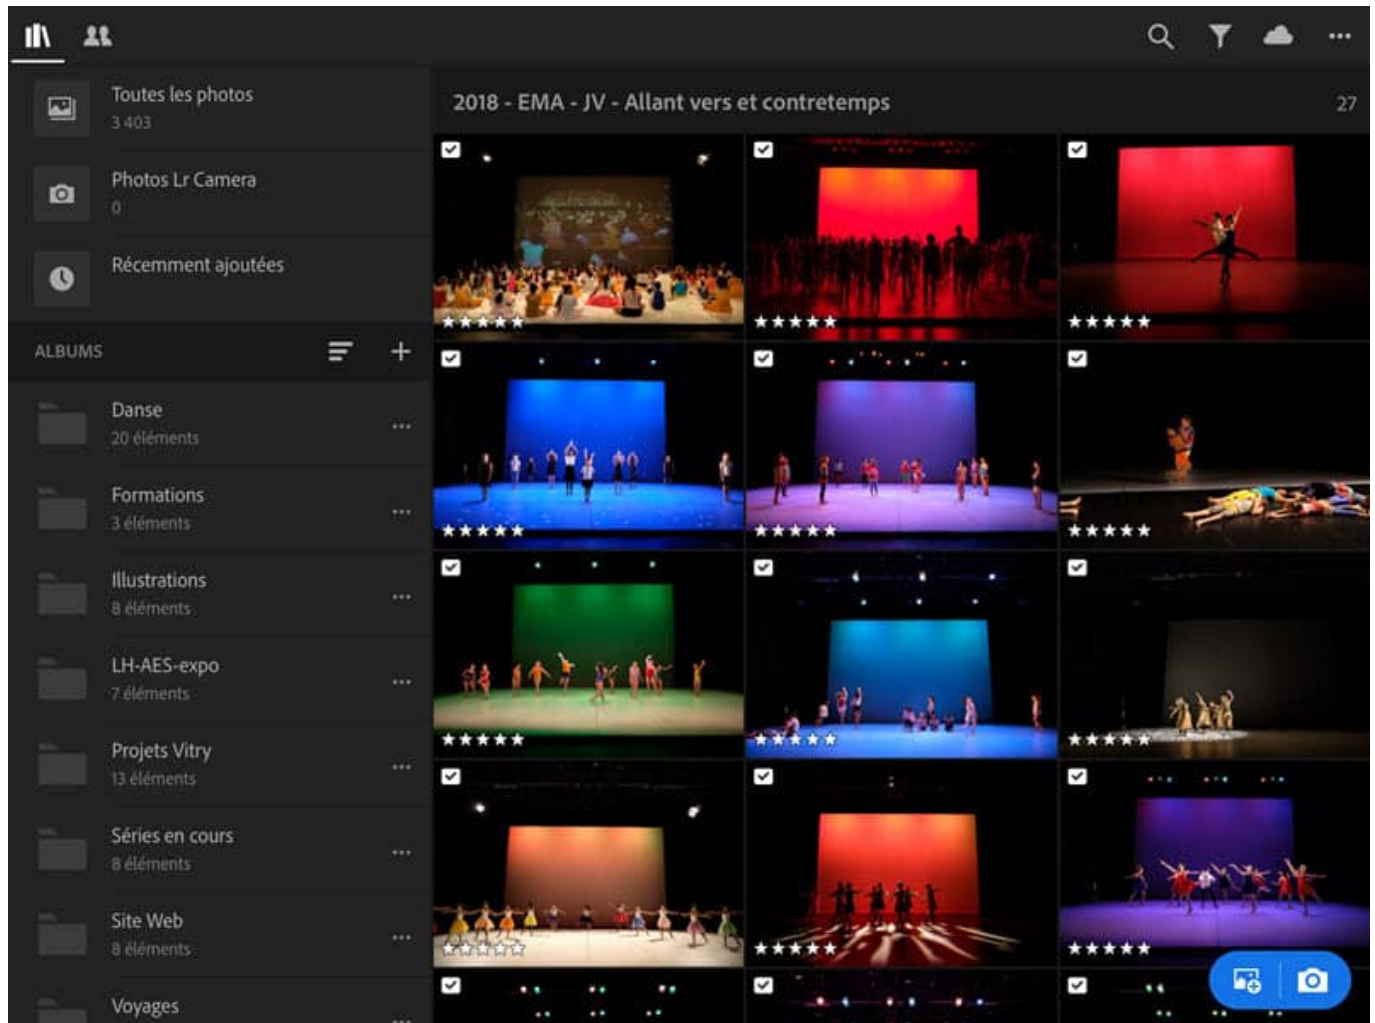 Toutes les photos
3 403
Photos Lr Camera
0
Récemment ajoutées
ALBUMS
Danse
20 éléments
Formations
3 éléments
Illustrations
8 éléments
LH-AES-expo
7 éléments
Projets Vitry
13 éléments
Séries en cours
8 éléments
Site Web
8 éléments
Voyages
2018 - EMA - JV - Allant vers et contretemps
27